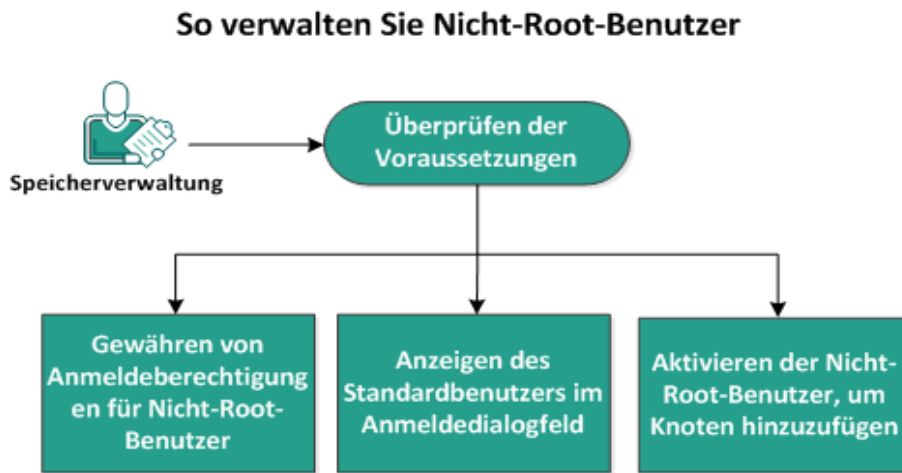 So verwalten Sie Nicht-Root-Benutzer
Überprüfen der
Voraussetzungen
Speicherverwaltung
Gewähren von
Anmeldeberechtigung
en für Nicht-Root-
Benutzer
Anzeigen des
Standardbenutzers im
Anmeldedialogfeld
Aktivieren der Nicht-
Root-Benutzer, um
Knoten hinzuzufügen